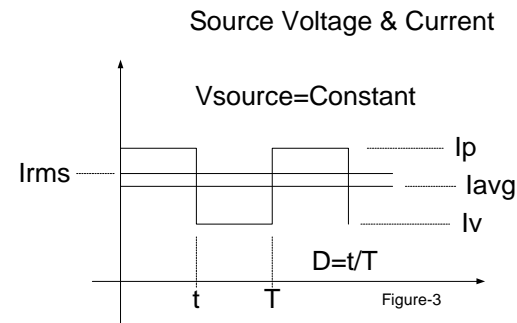 Source Voltage & Current
Vsource=Constant
Ip
Irms
Iavg
Iv
D=t/T
t
T
Figure-3